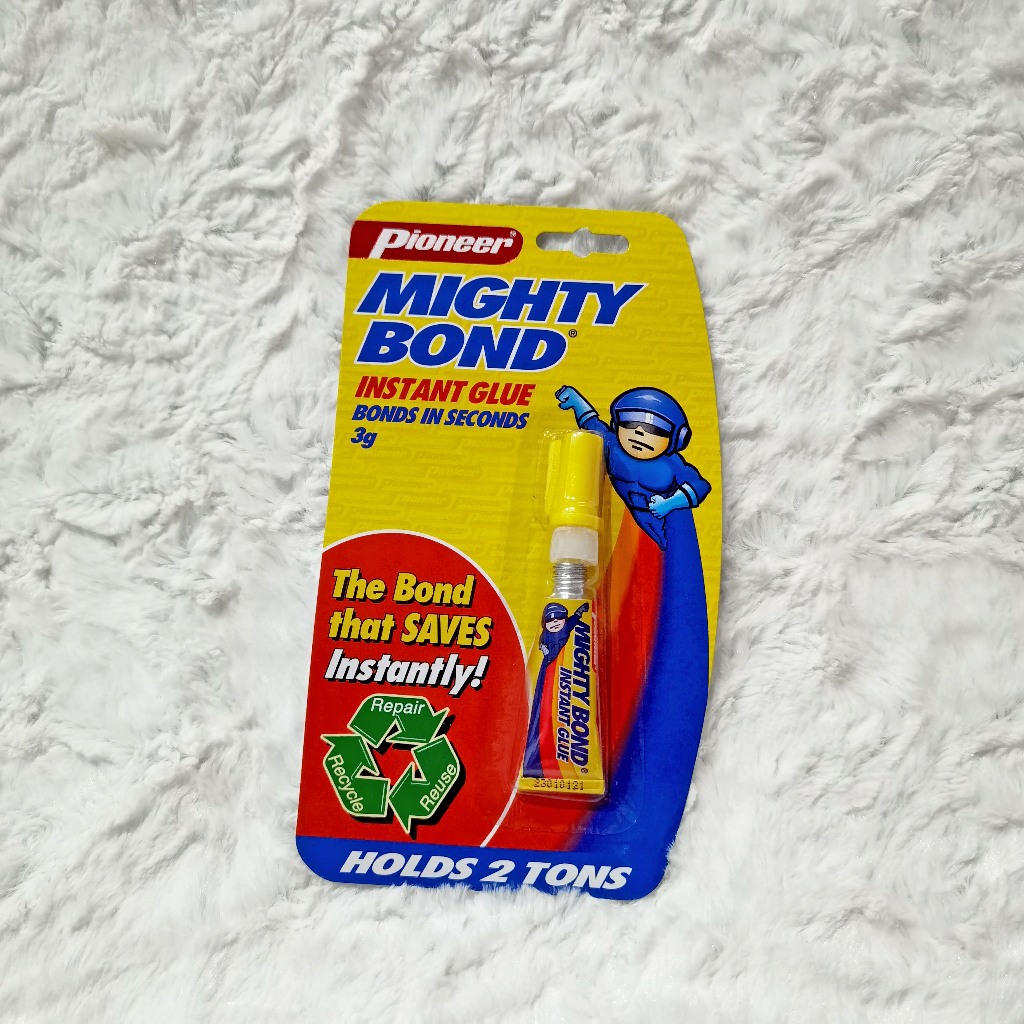 Pioneer®
MIGHTY
BOND®
INSTANT GLUE
BONDS IN SECONDS
3g
The Bond
that SAVES
Instantly!
Repair
Recycle
Reuse
MIGHTY BOND®
INSTANT GLUE
23010121
HOLDS 2 TONS